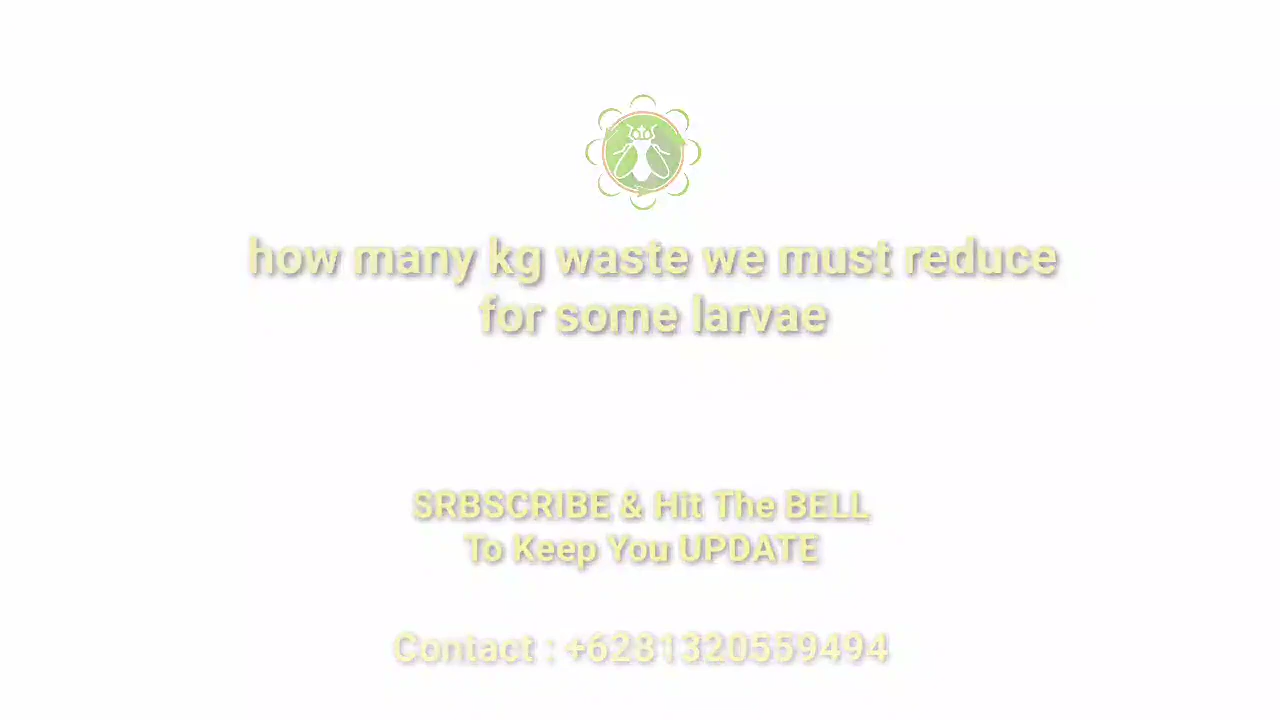 how many kg waste we must reduce
for some larvae
SRBSCRIBE & Hit The BELL
To Keep You UPDATE
Contact : +6281320559494